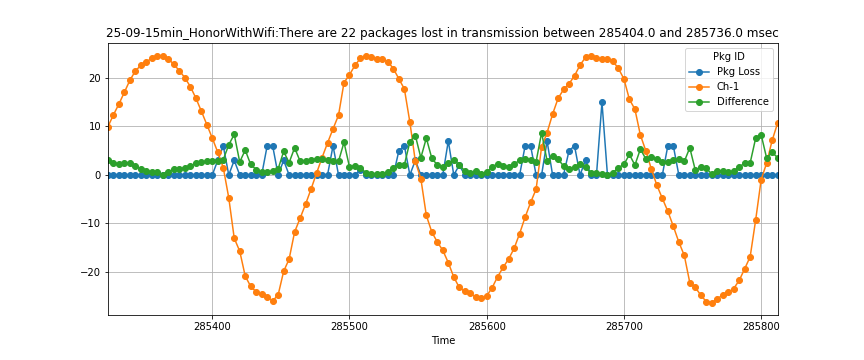 25-09-15min_HonorWithWifi:There are 22 packages lost in transmission between 285404.0 and 285736.0 msec
Pkg ID
Pkg Loss
Ch-1
Difference
20
10
0
−10
−20
285400 285500 285600 285700 285800
Time